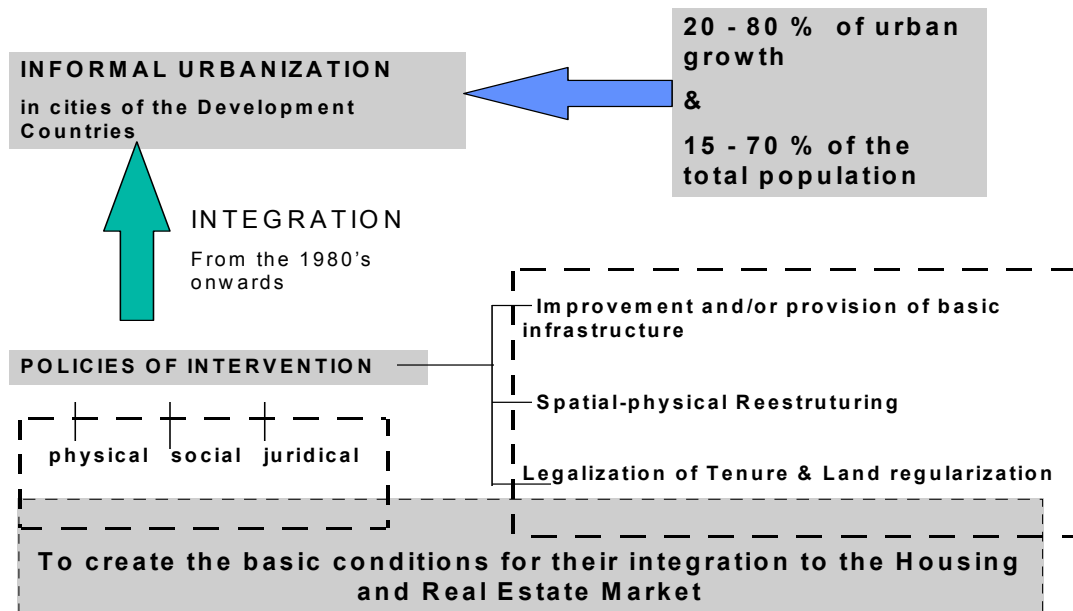 INFORMAL URBANIZATION
in cities of the Development
Countries
20 - 80 % of urban
growth
&
15 - 70 % of the
total population
INTEGRATION
From the 1980's
onwards
POLICIES OF INTERVENTION
physical social juridical
Improvement and/or provision of basic
infrastructure
Spatial-physical Reestruturing
Legalization of Tenure & Land regularization
To create the basic conditions for their integration to the Housing
and Real Estate Market